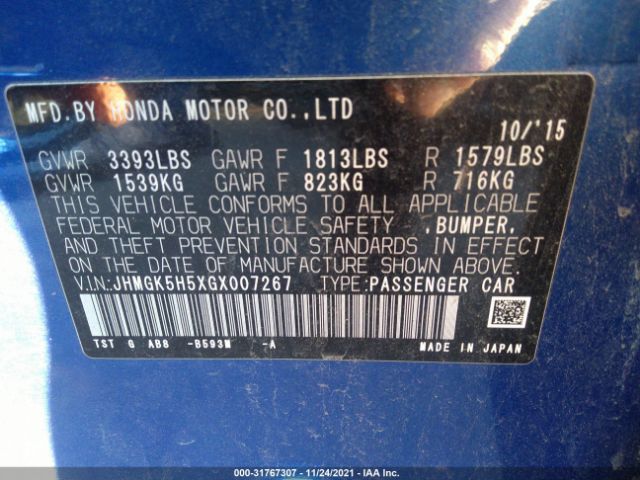 MFD.BY HONDA MOTOR CO.,LTD
10/'15
GVWR 3393LBS GAWR F 1813LBS R 1579LBS
GVWR 1539KG GAWR F 823KG R 716KG
THIS VEHICLE CONFORMS TO ALL APPLICABLE
FEDERAL MOTOR VEHICLE SAFETY ,BUMPER,
AND THEFT PREVENTION STANDARDS IN EFFECT
ON THE DATE OF MANUFACTURE SHOWN ABOVE.
V.I.N:JHMGK5H5XGX007267 TYPE:PASSENGER CAR
TST G AB8 -B593M -A MADE IN JAPAN
000-31767307 - 11/24/2021 - IAA Inc.